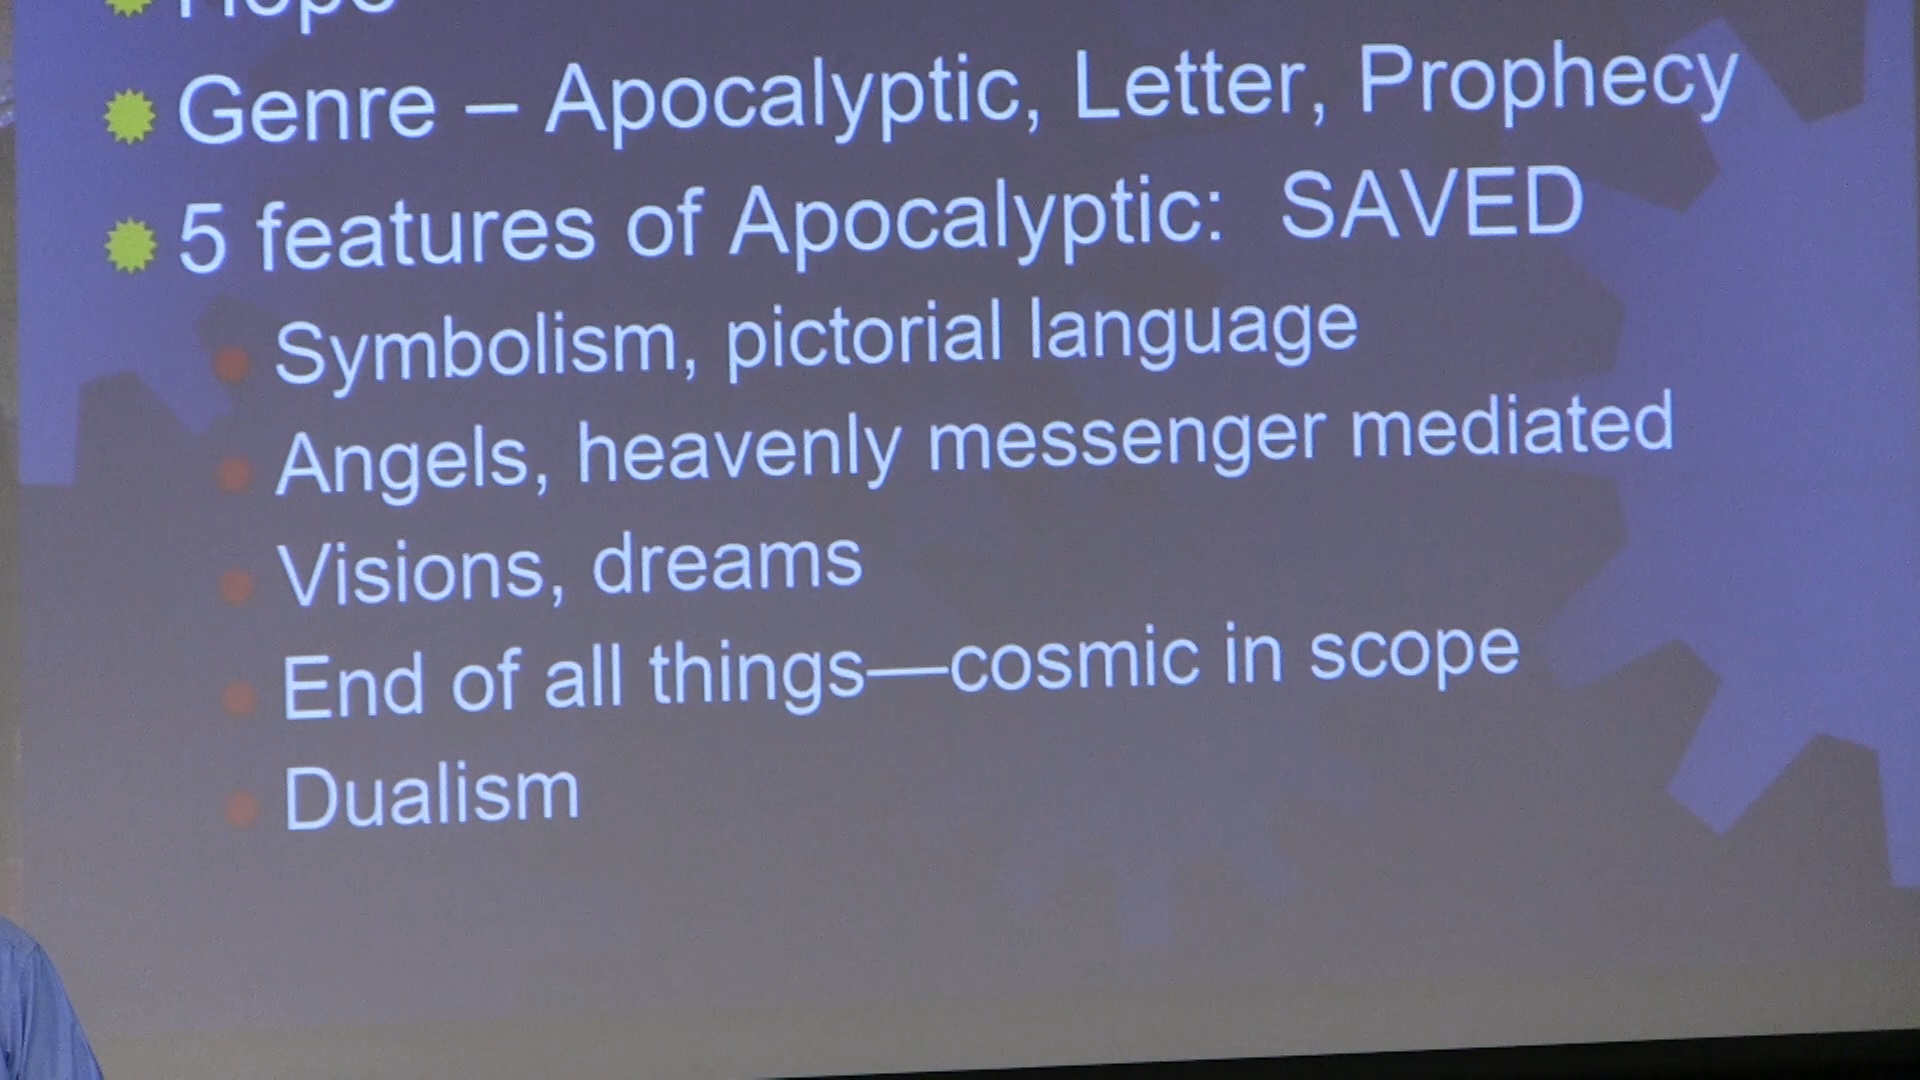 Hope
Genre – Apocalyptic, Letter, Prophecy
5 features of Apocalyptic: SAVED
Symbolism, pictorial language
Angels, heavenly messenger mediated
Visions, dreams
End of all things—cosmic in scope
Dualism